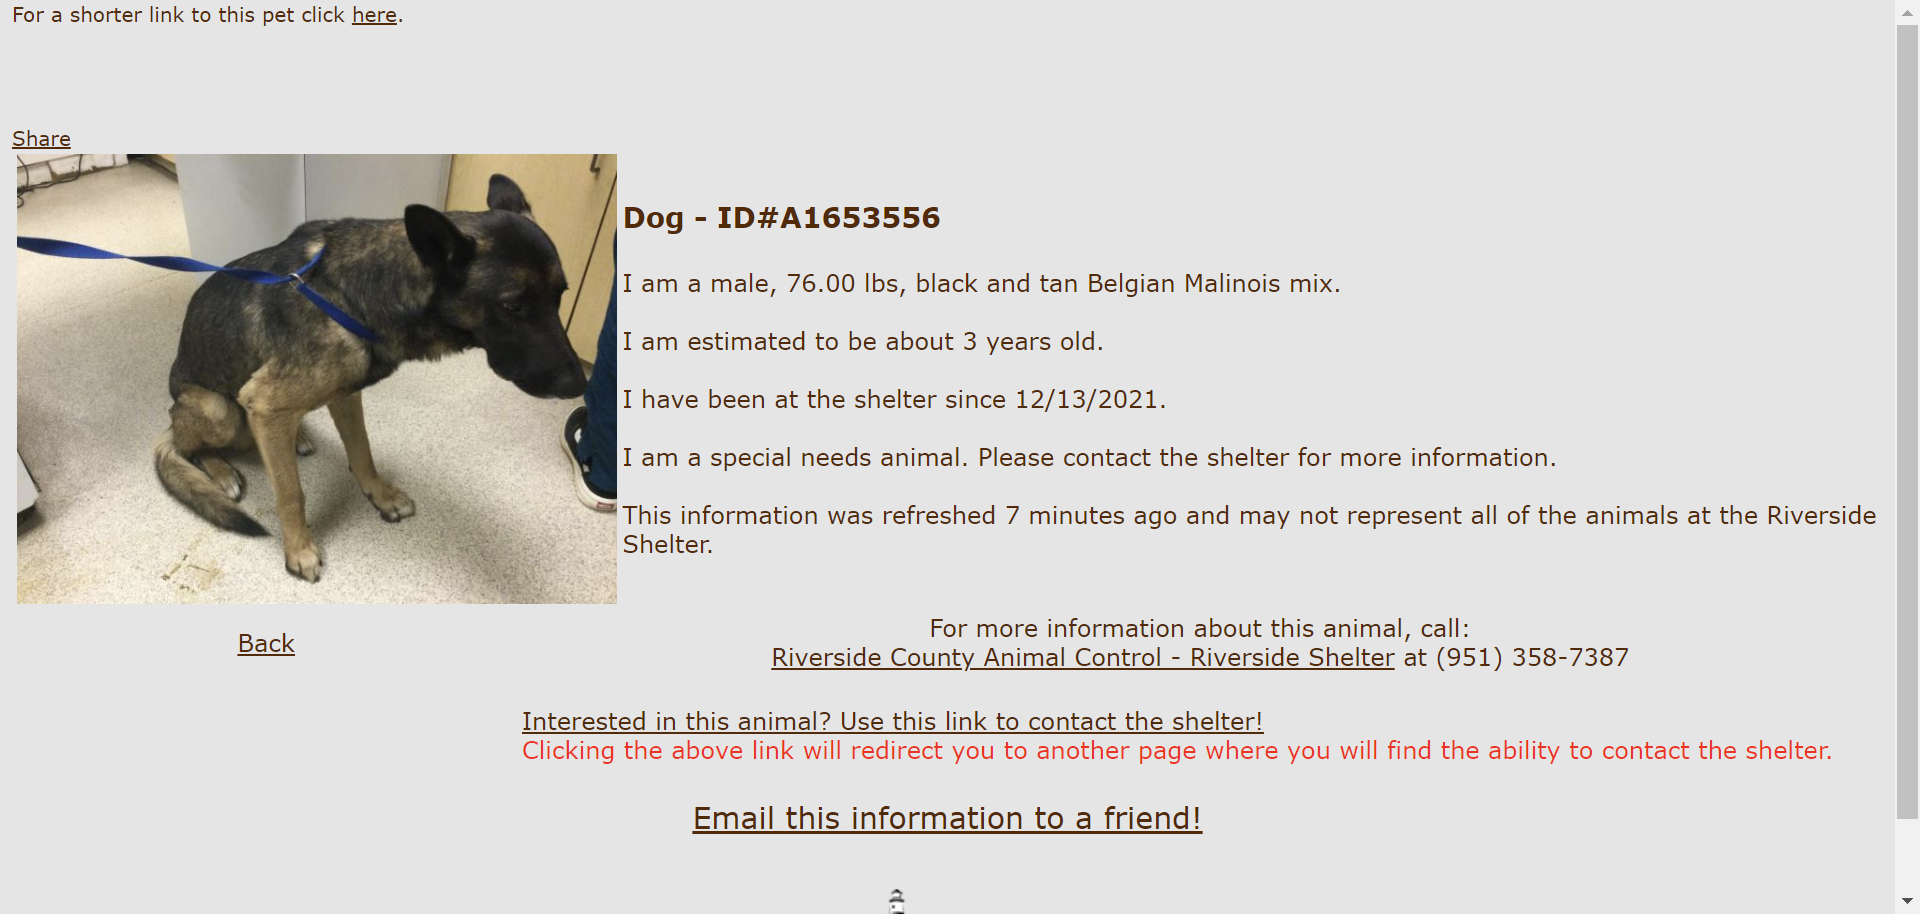 For a shorter link to this pet click here.
Share
Dog - ID#A1653556
I am a male, 76.00 lbs, black and tan Belgian Malinois mix.
I am estimated to be about 3 years old.
I have been at the shelter since 12/13/2021.
I am a special needs animal. Please contact the shelter for more information.
This information was refreshed 7 minutes ago and may not represent all of the animals at the Riverside
Shelter.
Back
For more information about this animal, call:
Riverside County Animal Control - Riverside Shelter at (951) 358-7387
Interested in this animal? Use this link to contact the shelter!
Clicking the above link will redirect you to another page where you will find the ability to contact the shelter.
Email this information to a friend!